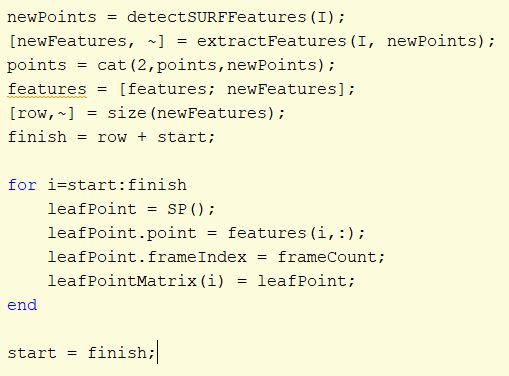 newPoints = detectSURFFeatures(I);
[newFeatures, ~] = extractFeatures(I, newPoints);
points = cat(2,points,newPoints);
features = [features; newFeatures];
[row,~] = size(newFeatures);
finish = row + start;
for i=start:finish
leafPoint = SP();
leafPoint.point = features(i,:);
leafPoint.frameIndex = frameCount;
leafPointMatrix(i) = leafPoint;
end
start = finish;